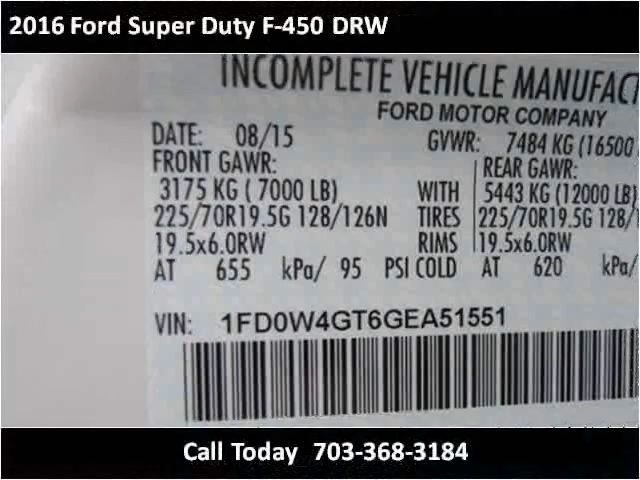 2016 Ford Super Duty F-450 DRW
INCOMPLETE VEHICLE MANUFACT
FORD MOTOR COMPANY
DATE: 08/15 GVWR: 7484 KG (16500
FRONT GAWR: REAR GAWR:
3175 KG ( 7000 LB) WITH 5443 KG (12000 LB)
225/70R19.5G 128/126N TIRES 225/70R19.5G 128/
19.5x6.0RW RIMS 19.5x6.0RW
AT 655 kPa/ 95 PSI COLD AT 620 kPa/
VIN: 1FD0W4GT6GEA51551
Call Today 703-368-3184